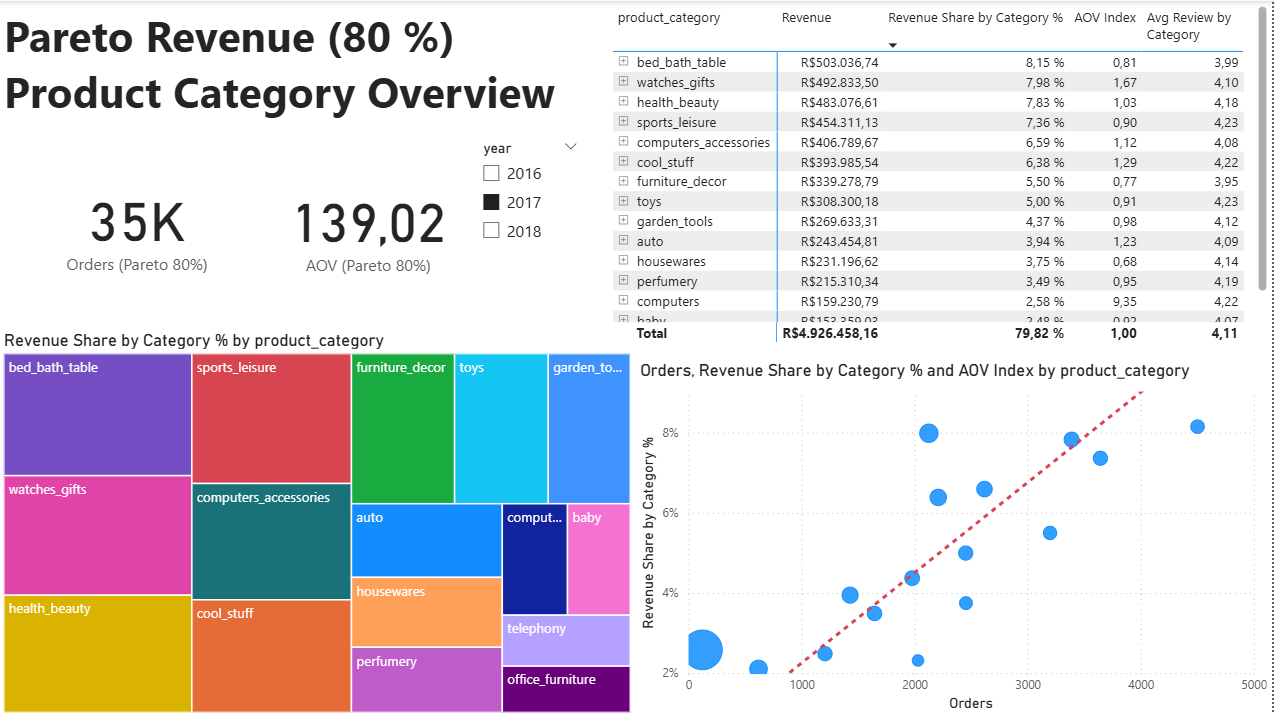 Pareto Revenue (80 %)
Product Category Overview
35K
Orders (Pareto 80%)
139,02
AOV (Pareto 80%)
year
2016
2017
2018
product_category Revenue Revenue Share by Category % AOV Index Avg Review by Category
bed_bath_table R$503.036,74 8,15 % 0,81 3,99
watches_gifts R$492.833,50 7,98 % 1,67 4,10
health_beauty R$483.076,61 7,83 % 1,03 4,18
sports_leisure R$454.311,13 7,36 % 0,90 4,23
computers_accessories R$406.789,67 6,59 % 1,12 4,08
cool_stuff R$393.985,54 6,38 % 1,29 4,22
furniture_decor R$339.278,79 5,50 % 0,77 3,95
toys R$308.300,18 5,00 % 0,91 4,23
garden_tools R$269.633,31 4,37 % 0,98 4,12
auto R$243.454,81 3,94 % 1,23 4,09
housewares R$231.196,62 3,75 % 0,68 4,14
perfumery R$215.310,34 3,49 % 0,95 4,19
computers R$159.230,79 2,58 % 9,35 4,22
baby R$153.359,03 2,48 % 0,92 4,07
Total R$4.926.458,16 79,82 % 1,00 4,11
Revenue Share by Category % by product_category
bed_bath_table
watches_gifts
health_beauty
sports_leisure
computers_accessories
cool_stuff
furniture_decor
toys
garden_to...
auto
housewares
perfumery
comput...
baby
telephony
office_furniture
Orders, Revenue Share by Category % and AOV Index by product_category
Revenue Share by Category %
8%
6%
4%
2%
0 1000 2000 3000 4000 5000
Orders